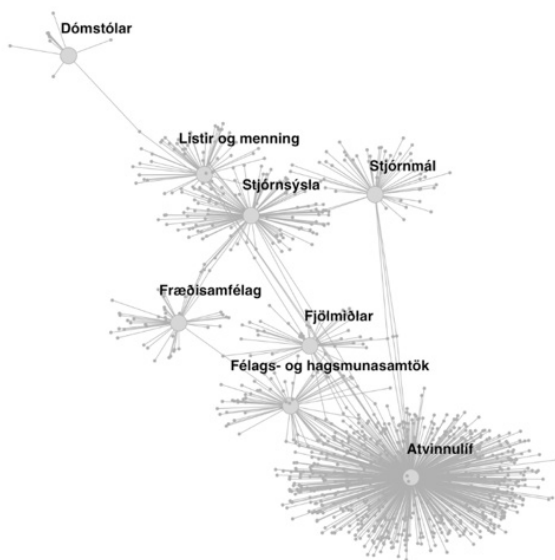 Dómstólar
Listir og menning
Stjórnmál
Stjórnsýsla
Fræðisamfélag
Fjölmiðlar
Félags- og hagsmunasamtök
Atvinnulíf